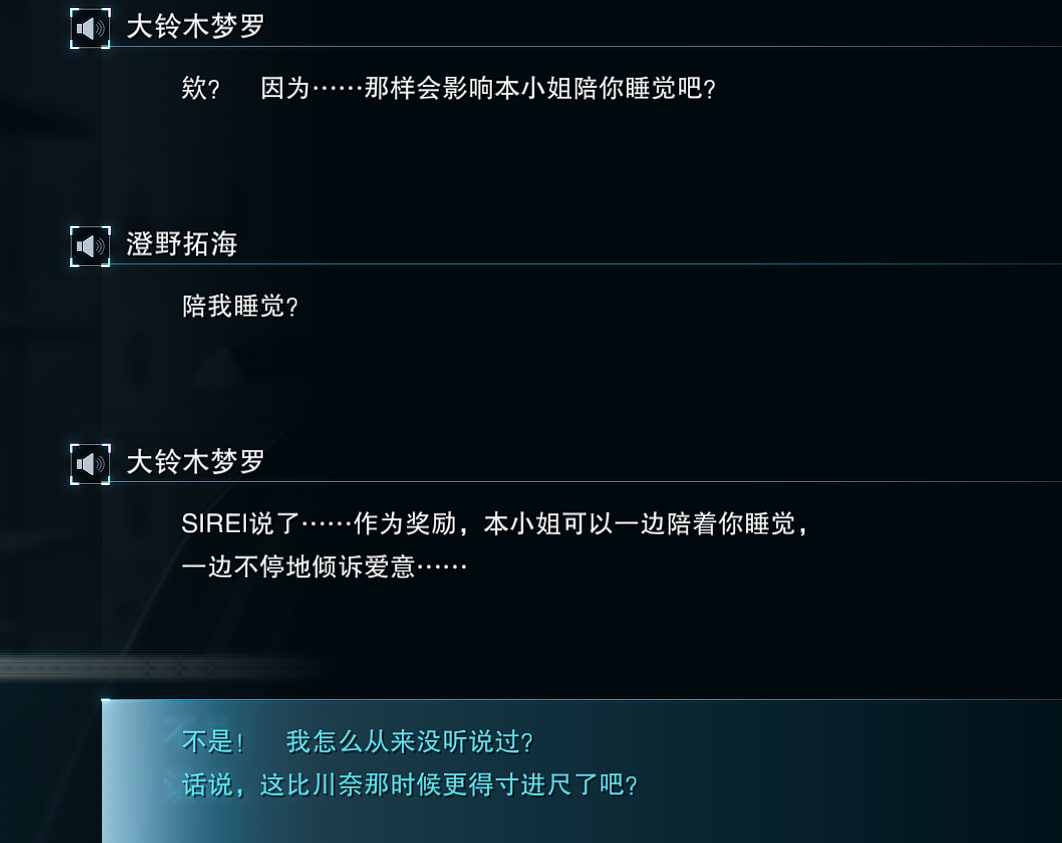 大铃木梦罗
欸？　因为……那样会影响本小姐陪你睡觉吧？
澄野拓海
陪我睡觉？
大铃木梦罗
SIREI说了……作为奖励，本小姐可以一边陪着你睡觉，
一边不停地倾诉爱意……
不是！　我怎么从来没听说过？
话说，这比川奈那时候更得寸进尺了吧？